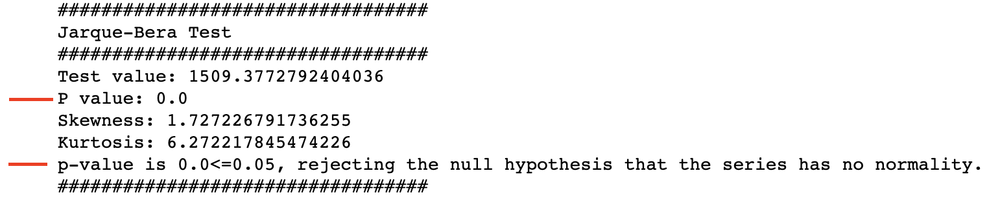 ##################################
Jarque-Bera Test
##################################
Test value: 1509.3772792404036
P value: 0.0
Skewness: 1.727226791736255
Kurtosis: 6.272217845474226
p-value is 0.0<=0.05, rejecting the null hypothesis that the series has no normality.
##################################